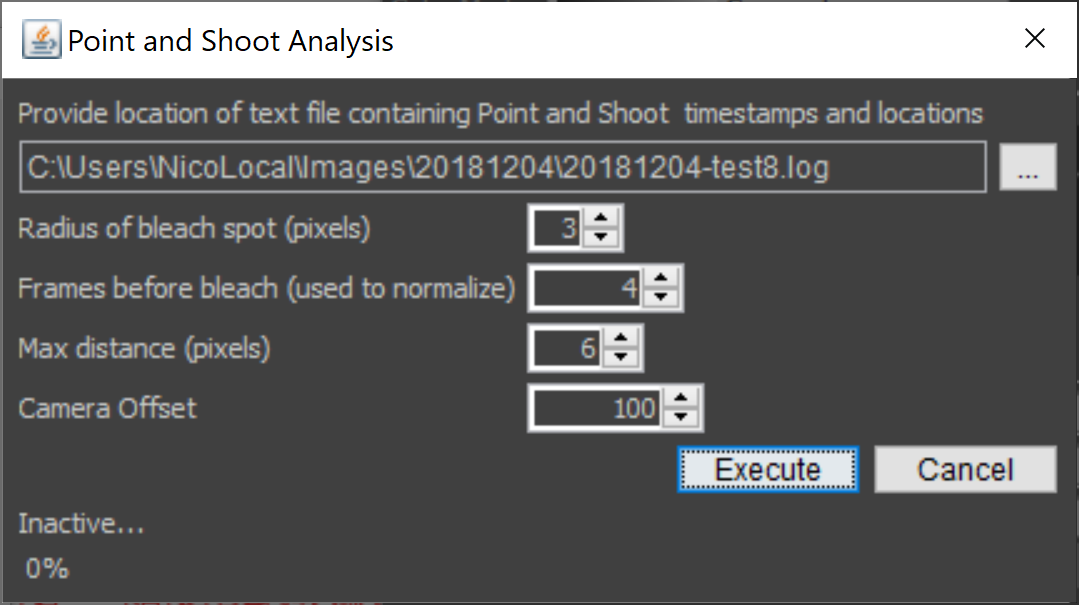 Point and Shoot Analysis
Provide location of text file containing Point and Shoot  timestamps and locations
C:\Users\NicoLocal\Images\20181204\20181204-test8.log ...
Radius of bleach spot (pixels) 3
Frames before bleach (used to normalize) 4
Max distance (pixels) 6
Camera Offset 100
Execute Cancel
Inactive...
0%